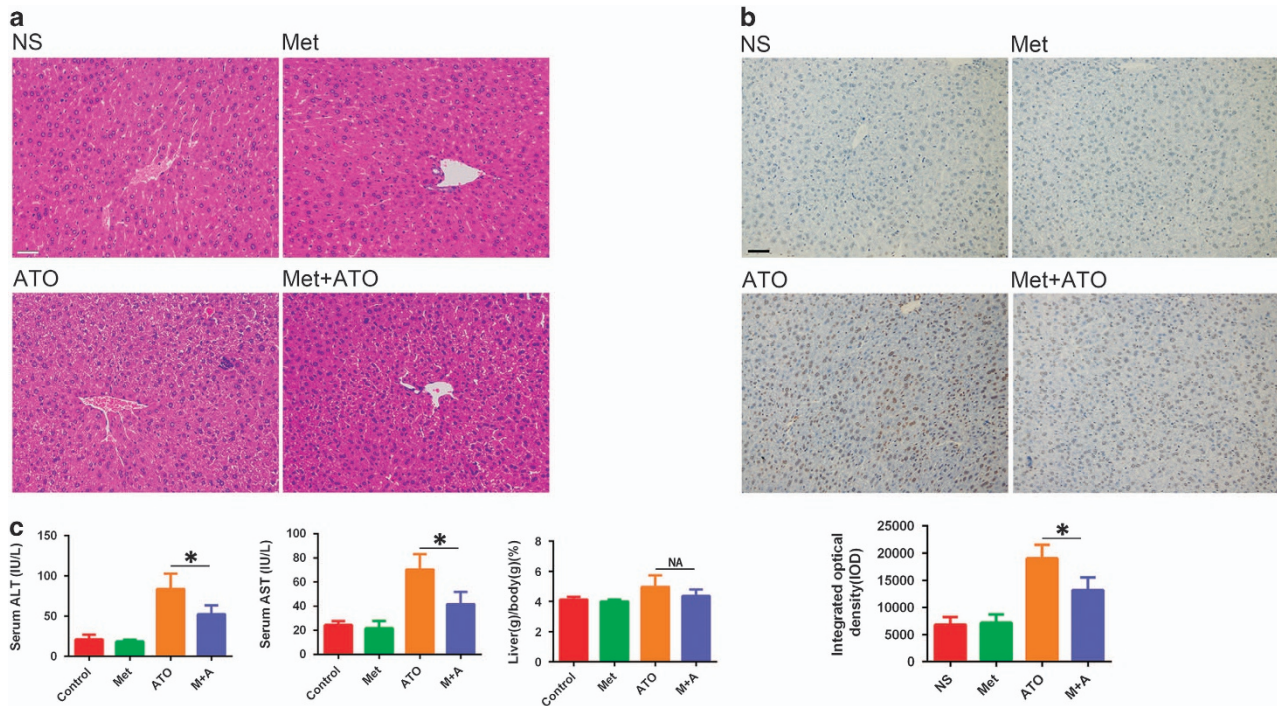 a
NS
Met
ATO
Met+ATO
b
NS
Met
ATO
Met+ATO
c
Serum ALT (IU/L)
150
100
50
0
*
Control
Met
ATO
M+A
Serum AST (IU/L)
100
80
60
40
20
0
*
Control
Met
ATO
M+A
Liver(g)/body(g)(%)
8
6
4
2
0
NA
Control
Met
ATO
M+A
Integrated optical
density(IOD)
25000
20000
15000
10000
5000
0
*
NS
Met
ATO
M+A